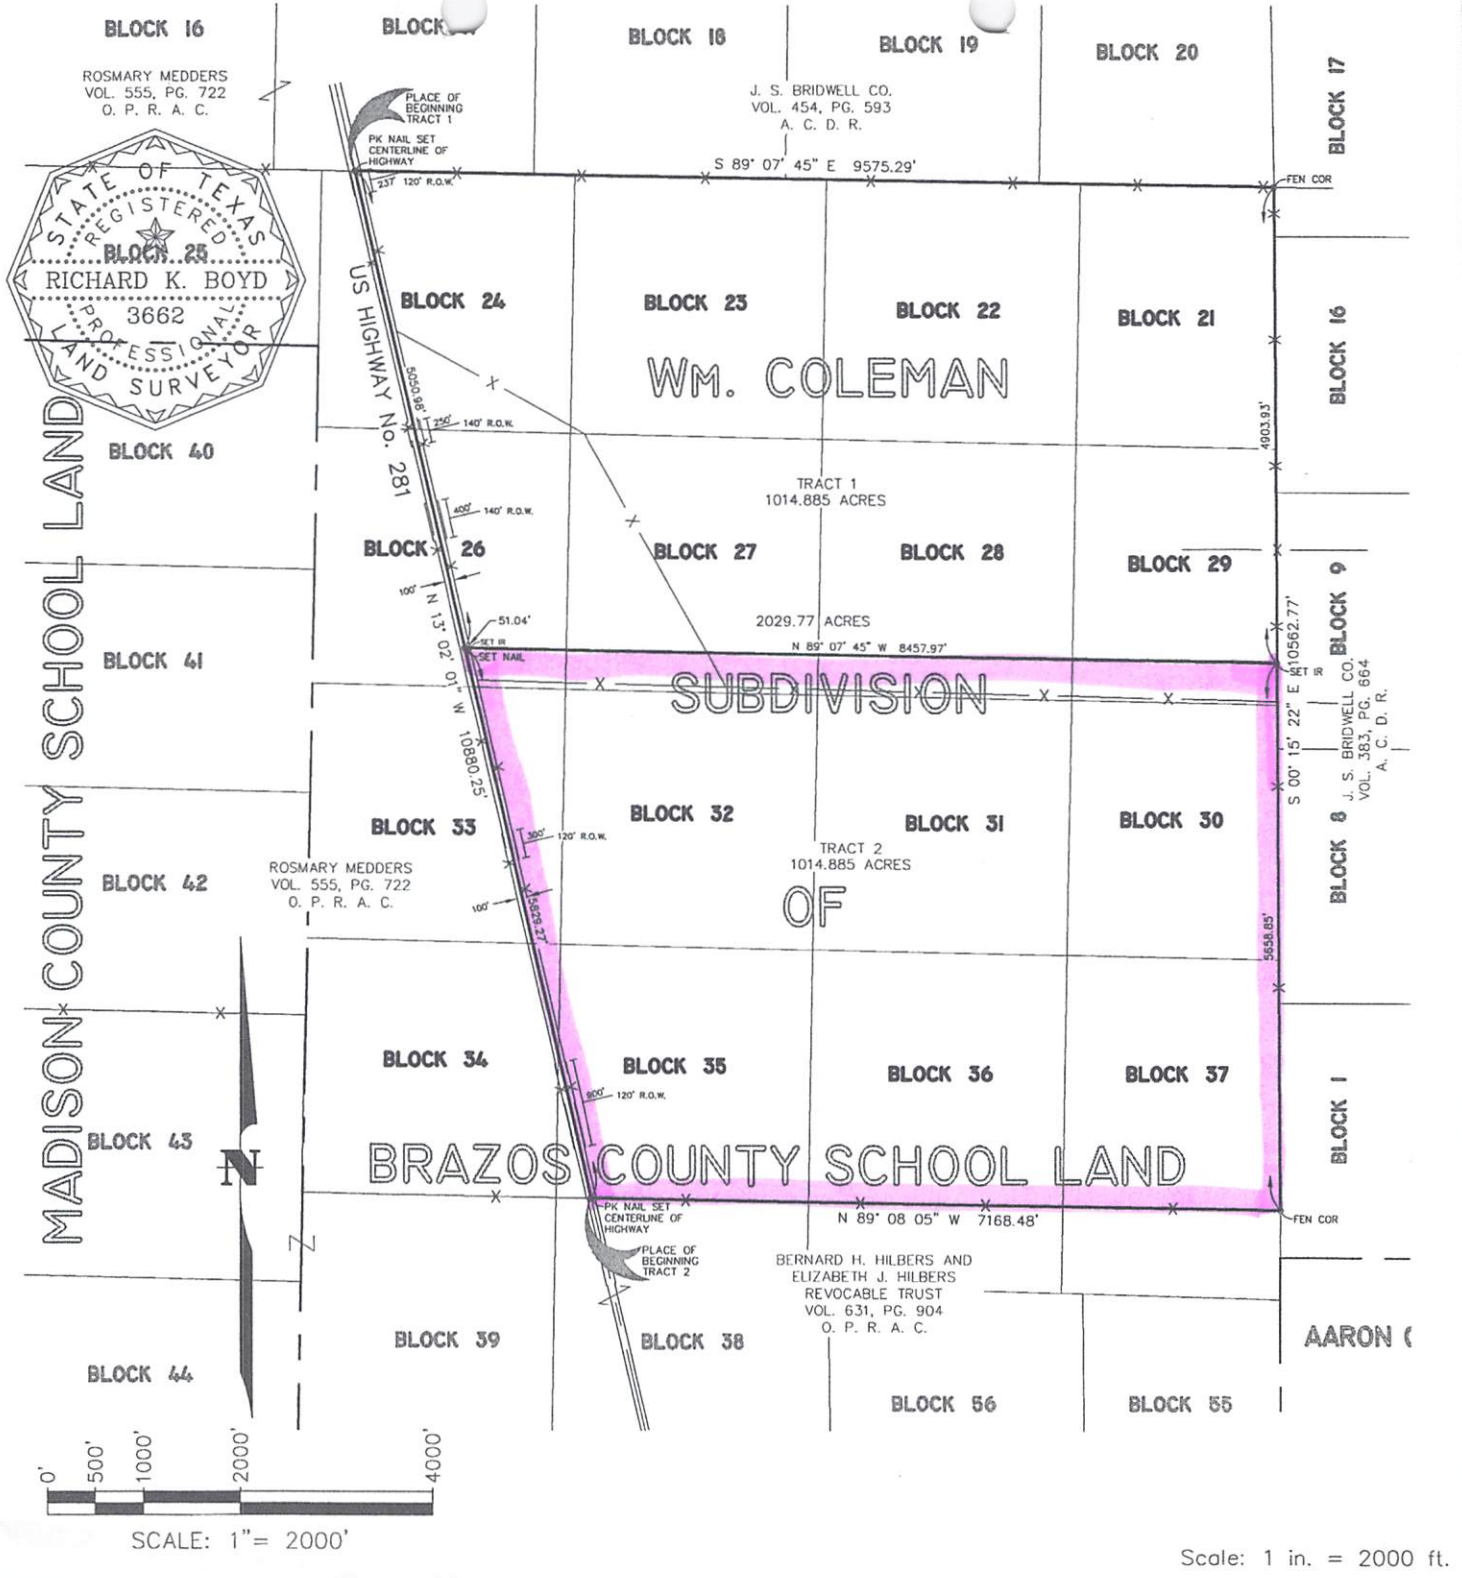 BLOCK 16
BLOCK
BLOCK 18
BLOCK 19
BLOCK 20
BLOCK 17
ROSMARY MEDDERS
VOL. 555, PG. 722
O. P. R. A. C.
PLACE OF
BEGINNING
TRACT 1
J. S. BRIDWELL CO.
VOL. 454, PG. 593
A. C. D. R.
PK NAIL SET
CENTERLINE OF
HIGHWAY
S 89° 07' 45" E 9575.29'
237' 120' R.O.W.
FEN COR
STATE OF TEXAS
REGISTERED
BLOCK 25
RICHARD K. BOYD
3662
PROFESSIONAL
LAND SURVEYOR
US HIGHWAY No. 281
BLOCK 24
BLOCK 23
BLOCK 22
BLOCK 21
BLOCK 16
WM. COLEMAN
5050.98'
250' 140' R.O.W.
4903.93'
BLOCK 40
MADISON COUNTY SCHOOL LAND
TRACT 1
1014.885 ACRES
400' 140' R.O.W.
BLOCK 26
BLOCK 27
BLOCK 28
BLOCK 29
BLOCK 9
100'
N 13° 02' 01" W 10880.25'
51.04'
2029.77 ACRES
SET IR
SET NAIL
N 89° 07' 45" W 8457.97'
S 00° 15' 22" E 10562.77'
SET IR
BLOCK 41
SUBDIVISION
J. S. BRIDWELL CO.
VOL. 383, PG. 664
A. C. D. R.
BLOCK 33
BLOCK 32
BLOCK 31
BLOCK 30
BLOCK 8
300' 120' R.O.W.
TRACT 2
1014.885 ACRES
ROSMARY MEDDERS
VOL. 555, PG. 722
O. P. R. A. C.
BLOCK 42
100'
5829.27'
OF
5658.85'
BLOCK 34
BLOCK 35
BLOCK 36
BLOCK 37
BLOCK 1
900' 120' R.O.W.
BLOCK 43
N
BRAZOS COUNTY SCHOOL LAND
PK NAIL SET
CENTERLINE OF
HIGHWAY
N 89° 08' 05" W 7168.48'
FEN COR
PLACE OF
BEGINNING
TRACT 2
BERNARD H. HILBERS AND
ELIZABETH J. HILBERS
REVOCABLE TRUST
VOL. 631, PG. 904
O. P. R. A. C.
BLOCK 39
BLOCK 38
AARON
BLOCK 44
BLOCK 56
BLOCK 55
0' 500' 1000' 2000' 4000'
SCALE: 1"= 2000'
Scale: 1 in. = 2000 ft.